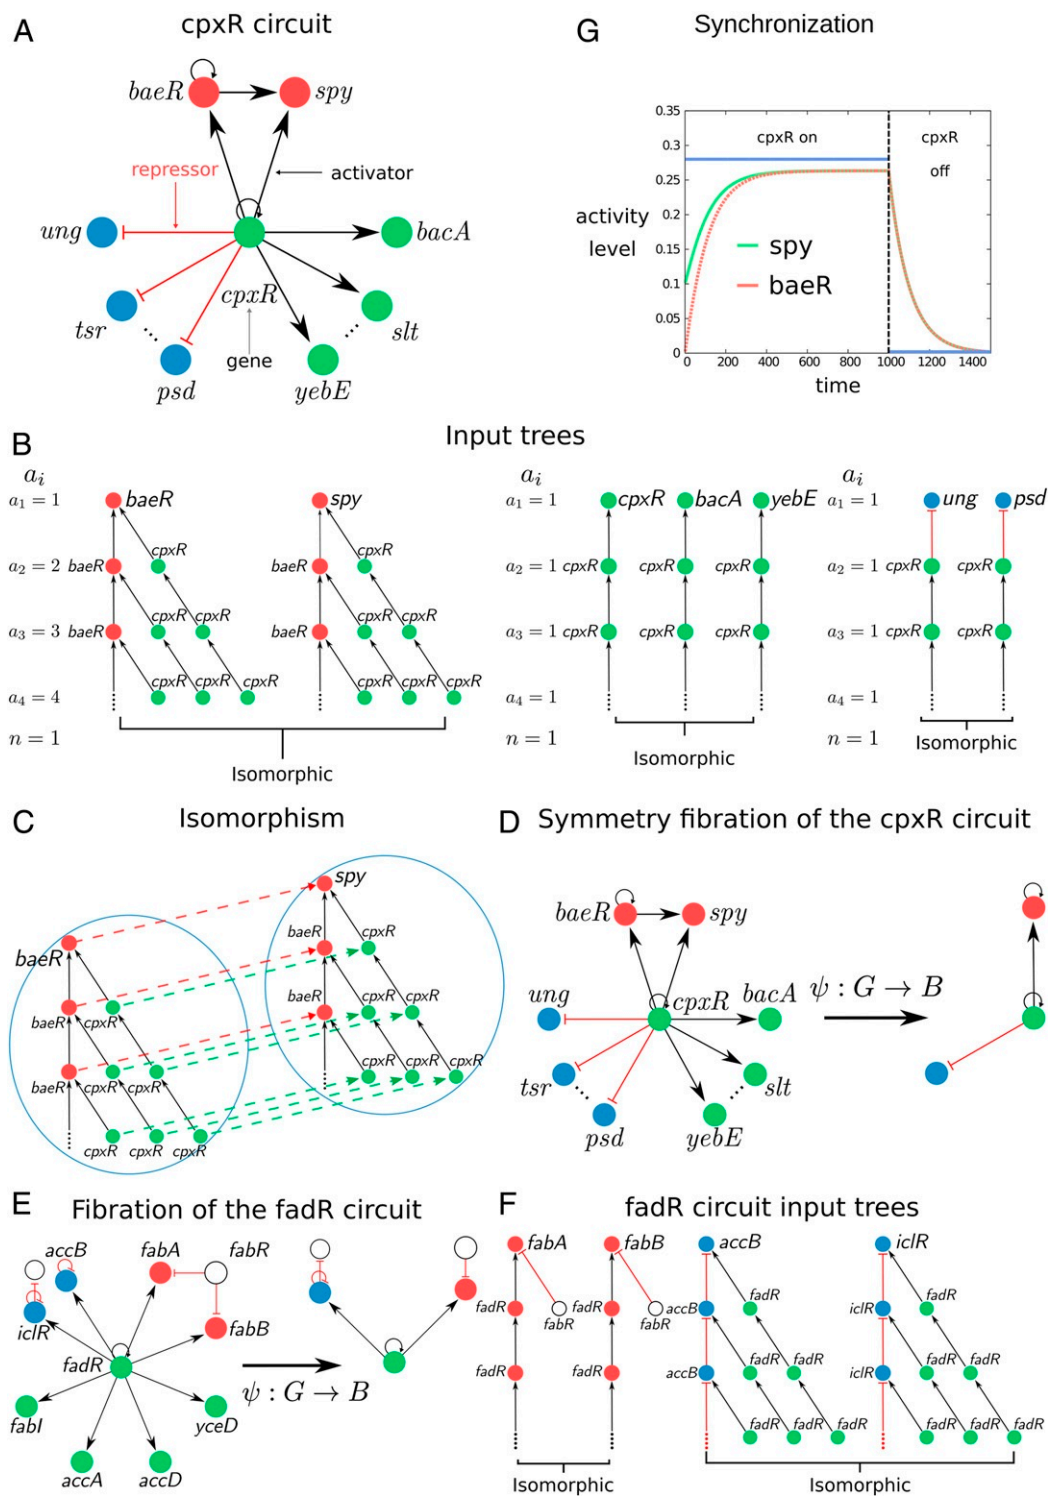 A
cpxR circuit
baeR
spy
repressor
activator
ung
bacA
cpxR
tsr
slt
gene
psd
yebE
G
Synchronization
0.35
0.3
0.25
0.2
0.15
0.1
0.05
0
cpxR on
cpxR
off
activity
level
spy
baeR
0 200 400 600 800 1000 1200 1400
time
B
Input trees
a_i
a_1 = 1
baeR
spy
cpxR
a_2 = 2
baeR
baeR
cpxR
cpxR
a_3 = 3
baeR
baeR
cpxR
cpxR
cpxR
cpxR
cpxR
cpxR
a_4 = 4
n = 1
Isomorphic
a_i
a_1 = 1
cpxR
bacA
yebE
a_2 = 1
cpxR
cpxR
cpxR
a_3 = 1
cpxR
cpxR
cpxR
a_4 = 1
n = 1
Isomorphic
a_i
a_1 = 1
ung
psd
a_2 = 1
cpxR
cpxR
a_3 = 1
cpxR
cpxR
a_4 = 1
n = 1
Isomorphic
C
Isomorphism
spy
baeR
cpxR
baeR
baeR
cpxR
cpxR
baeR
cpxR
cpxR
cpxR
cpxR
baeR
cpxR
cpxR
cpxR
cpxR
cpxR
D
Symmetry fibration of the cpxR circuit
baeR
spy
ung
cpxR
bacA
ψ : G → B
tsr
slt
psd
yebE
E
Fibration of the fadR circuit
accB
fabA
fabR
iclR
fabB
fadR
ψ : G → B
fabI
yceD
accA
accD
F
fadR circuit input trees
fabA
fabB
fadR
fabR
fadR
fabR
fadR
fadR
Isomorphic
accB
iclR
accB
fadR
iclR
fadR
accB
fadR
fadR
iclR
fadR
fadR
fadR
fadR
fadR
fadR
fadR
fadR
Isomorphic